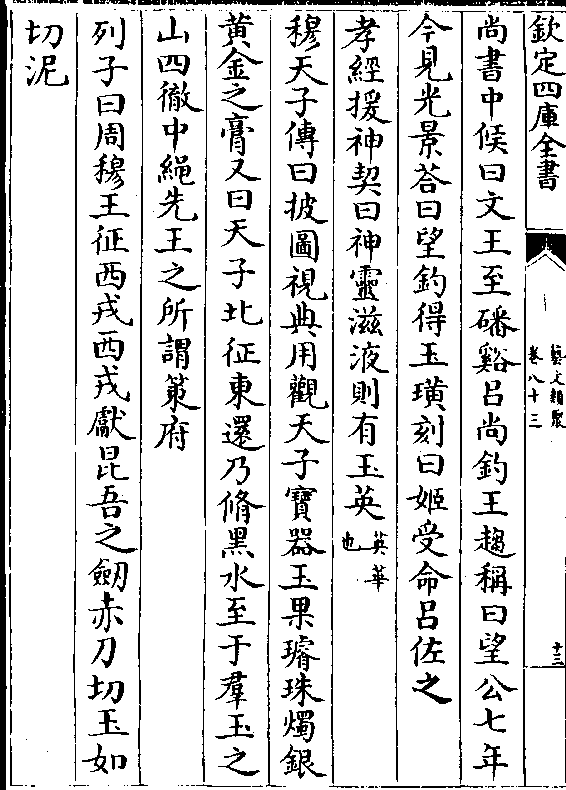 欽定四庫全書
藝文類聚
卷八十三
十三
尚書中候曰文王至磻谿呂尚釣王趨稱曰望公七年
今見光景荅曰望釣得玉璜刻曰姬受命呂佐之
孝經援神契曰神靈滋液則有玉英英華也
穆天子傳曰披圖視典用觀天子寶器玉果璿珠燭銀
黃金之膏又曰天子北征東還乃脩黑水至于羣玉之
山四徹中繩先王之所謂䇿府
列子曰周穆王征西戎西戎獻昆吾之劒赤刀切玉如
切泥